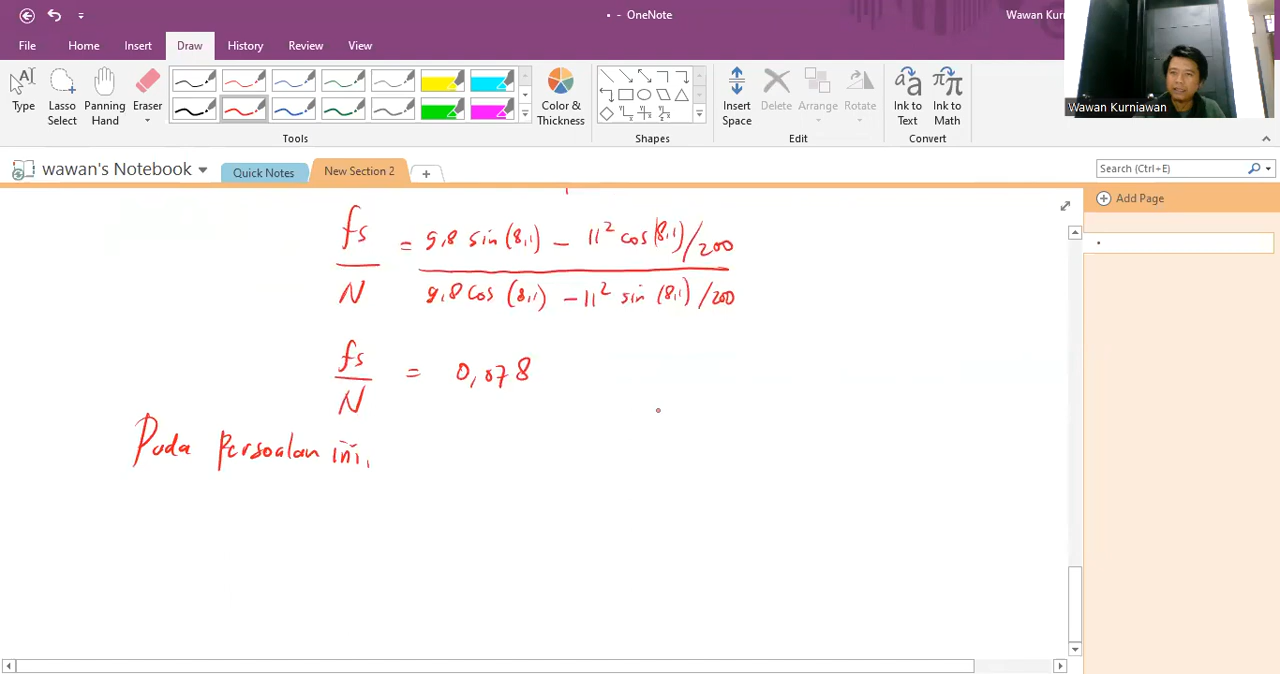 • - OneNote
Wawan Kur
File Home Insert Draw History Review View
Type
Lasso Select
Panning Hand
Eraser
Color & Thickness
Insert Space
Delete
Arrange
Rotate
Ink to Text
Ink to Math
Tools
Shapes
Edit
Convert
Wawan Kurniawan
wawan's Notebook
Quick Notes
New Section 2
Search (Ctrl+E)
Add Page
fs/N = 9,8 sin(8,1) – 11² cos(8,1)/200
9,8 cos (8,1) – 11² sin (8,1) /200
fs/N = 0,078
Pada Persoalan ini,